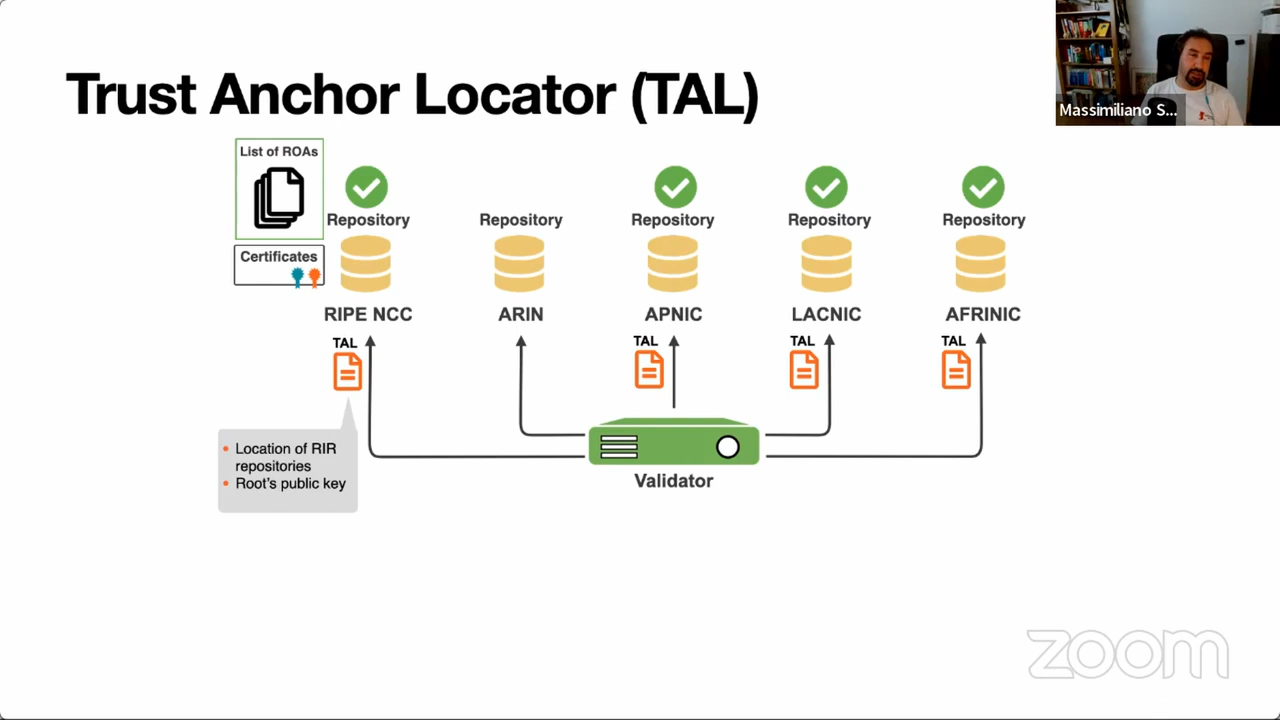 Trust Anchor Locator (TAL)
Massimiliano S...
List of ROAs
Certificates
Repository
Repository
Repository
Repository
Repository
RIPE NCC
ARIN
APNIC
LACNIC
AFRINIC
TAL
TAL
TAL
TAL
• Location of RIR
repositories
• Root's public key
Validator
zoom